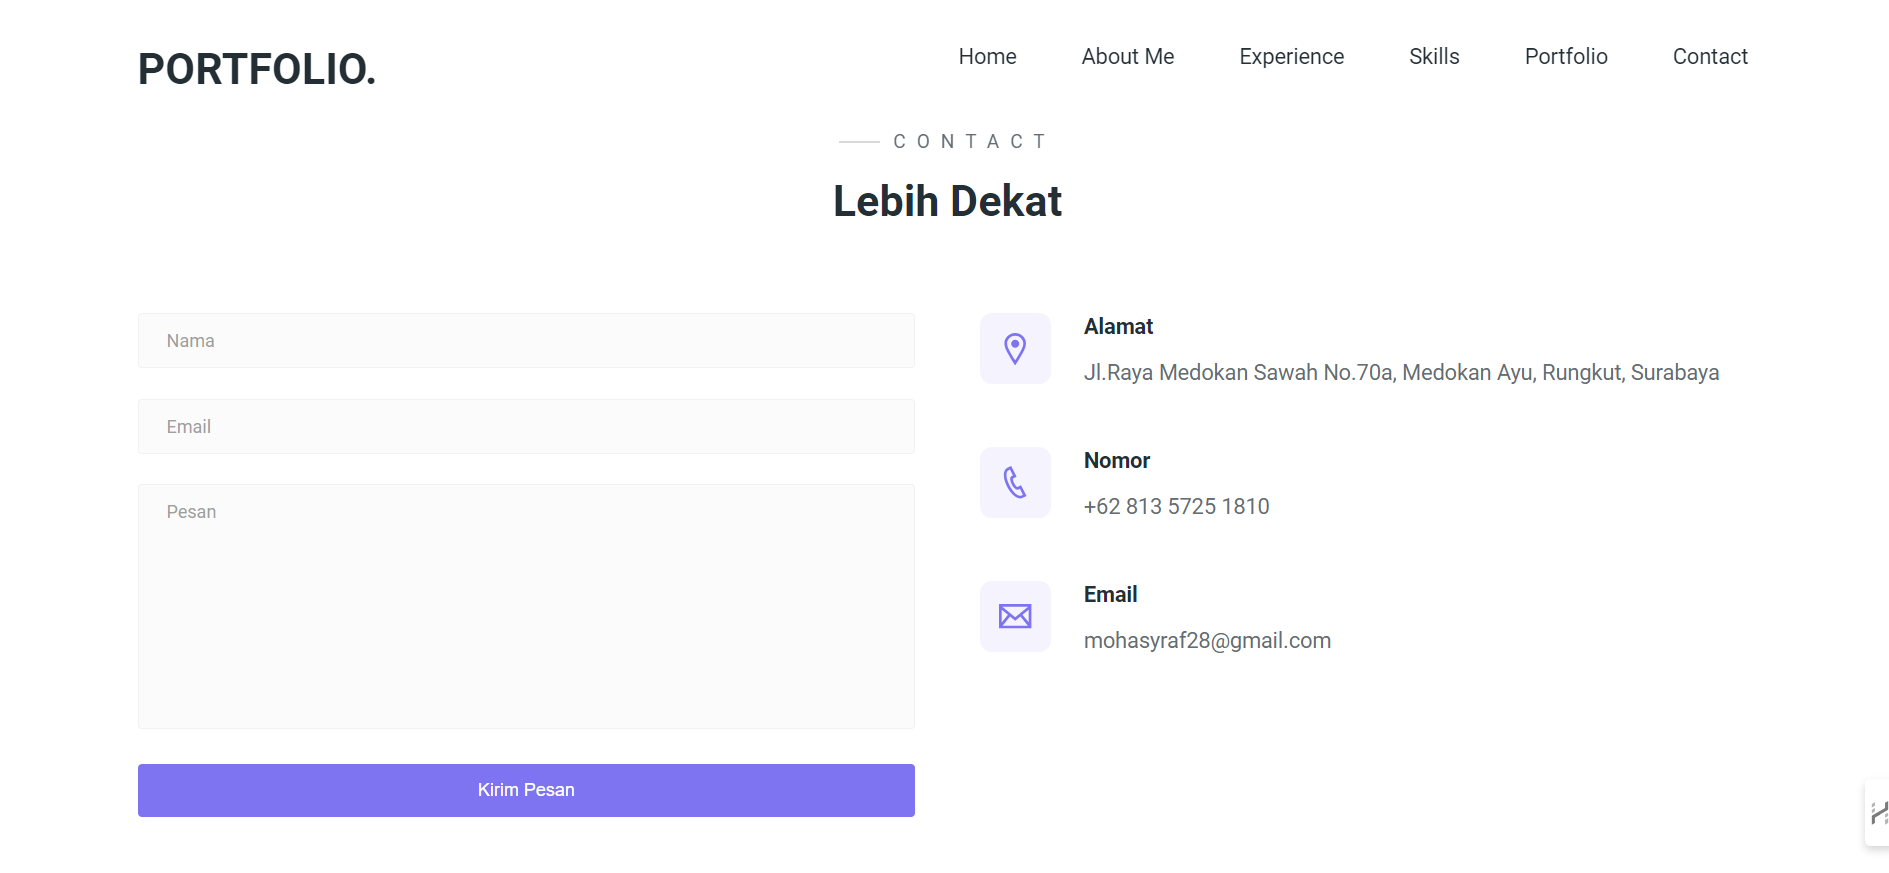 PORTFOLIO.
Home About Me Experience Skills Portfolio Contact
CONTACT
Lebih Dekat
Nama
Email
Pesan
Kirim Pesan
Alamat
Jl.Raya Medokan Sawah No.70a, Medokan Ayu, Rungkut, Surabaya
Nomor
+62 813 5725 1810
Email
mohasyraf28@gmail.com